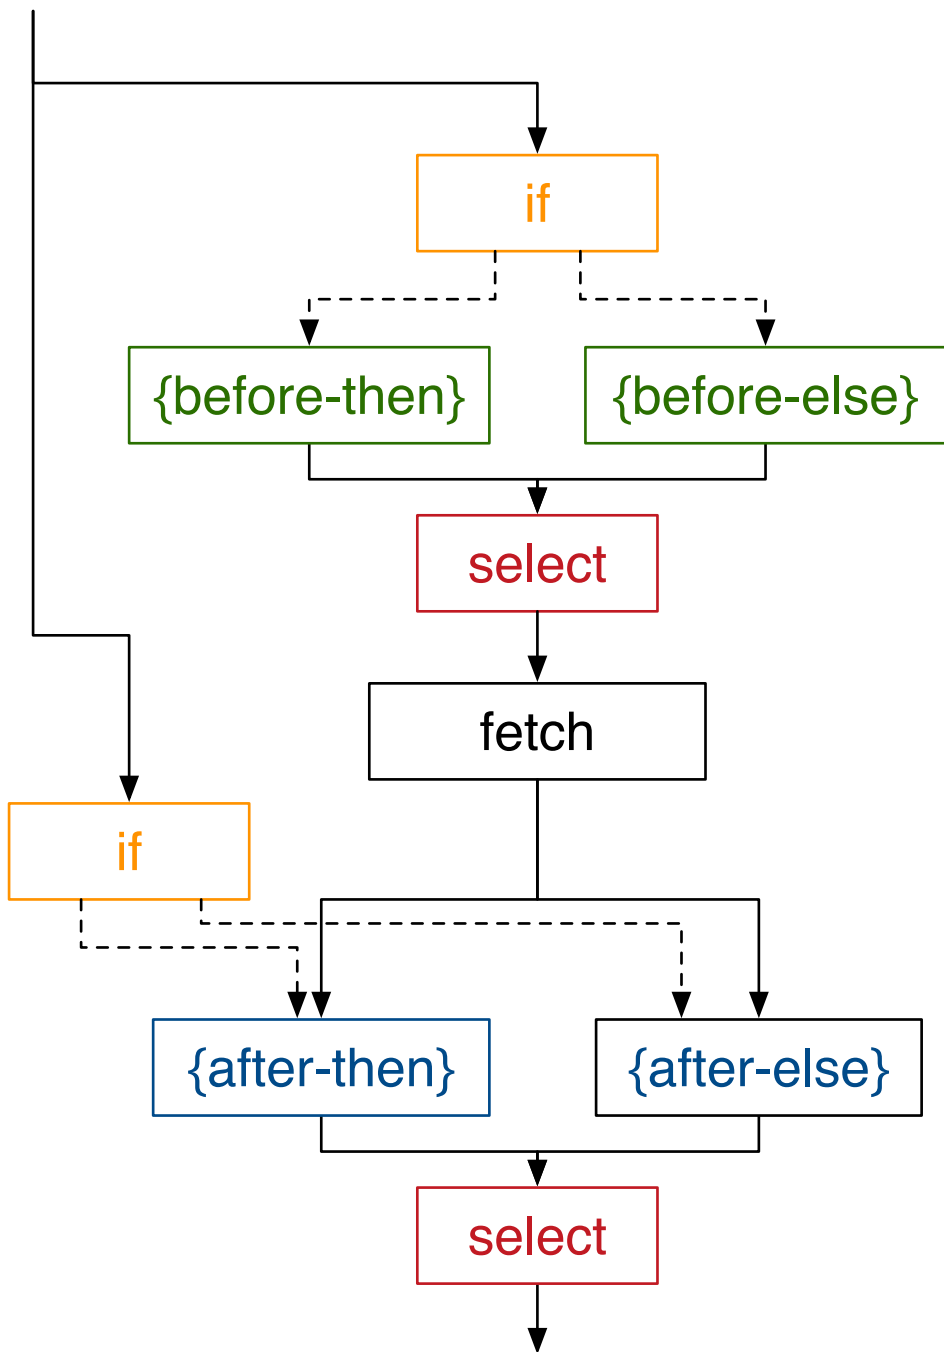 if
{before-then}
{before-else}
select
fetch
if
{after-then}
{after-else}
select